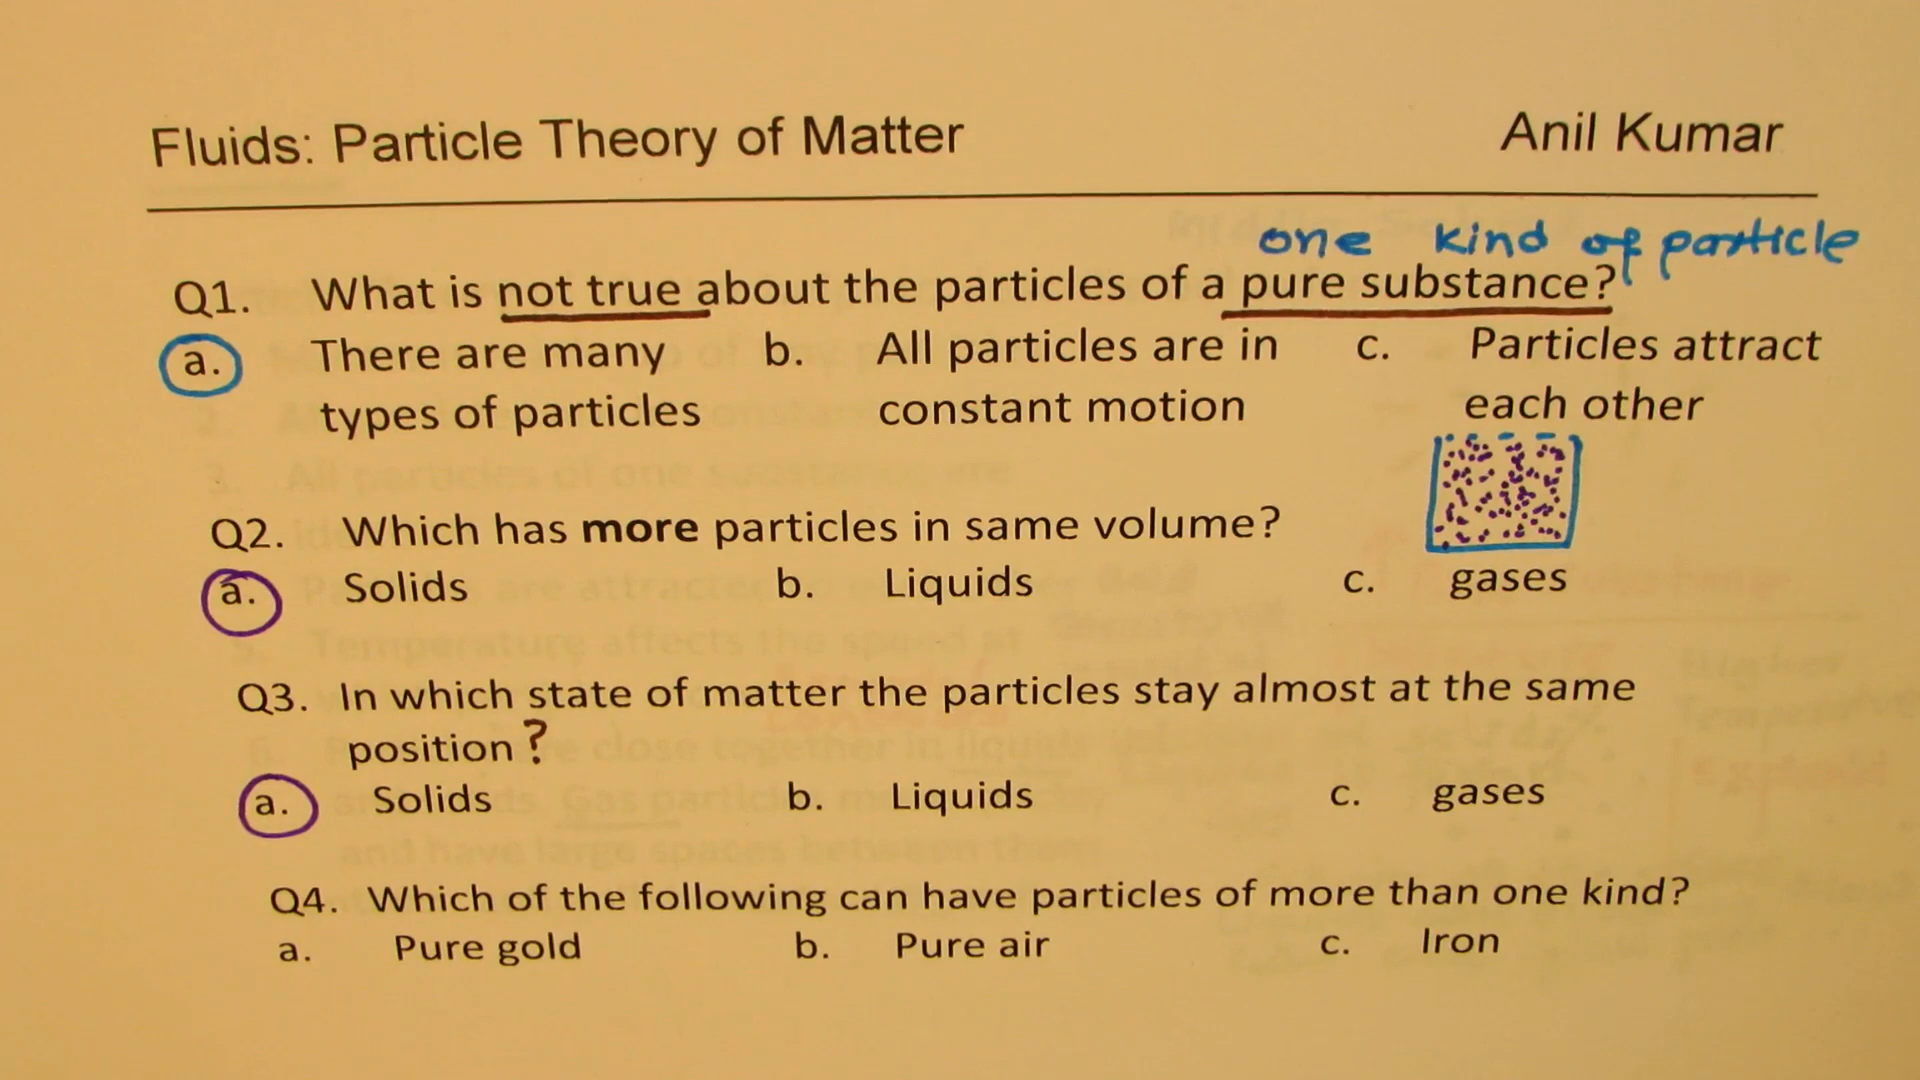 Fluids: Particle Theory of Matter Anil Kumar
one kind of particle
Q1. What is not true about the particles of a pure substance?
a. There are many b. All particles are in c. Particles attract
types of particles constant motion each other
Q2. Which has more particles in same volume?
a. Solids b. Liquids c. gases
Q3. In which state of matter the particles stay almost at the same
position?
a. Solids b. Liquids c. gases
Q4. Which of the following can have particles of more than one kind?
a. Pure gold b. Pure air c. Iron